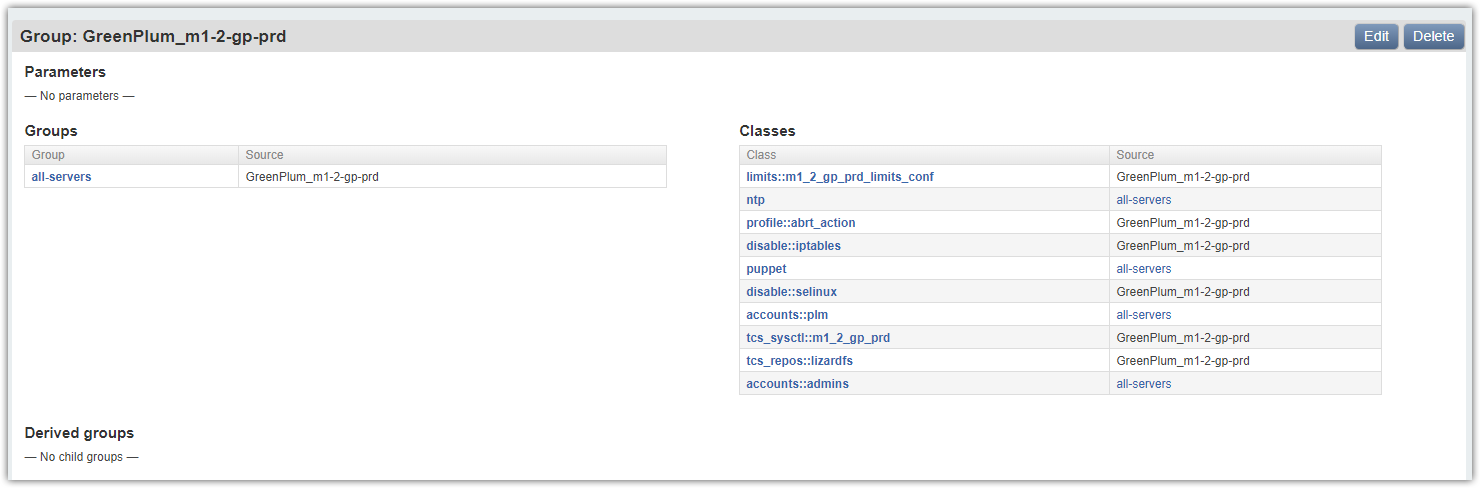 Group: GreenPlum_m1-2-gp-prd
Edit
Delete
Parameters
— No parameters —
Groups
Group Source
all-servers GreenPlum_m1-2-gp-prd
Classes
Class Source
limits::m1_2_gp_prd_limits_conf GreenPlum_m1-2-gp-prd
ntp all-servers
profile::abrt_action GreenPlum_m1-2-gp-prd
disable::iptables GreenPlum_m1-2-gp-prd
puppet all-servers
disable::selinux GreenPlum_m1-2-gp-prd
accounts::plm all-servers
tcs_sysctl::m1_2_gp_prd GreenPlum_m1-2-gp-prd
tcs_repos::lizardfs GreenPlum_m1-2-gp-prd
accounts::admins all-servers
Derived groups
— No child groups —